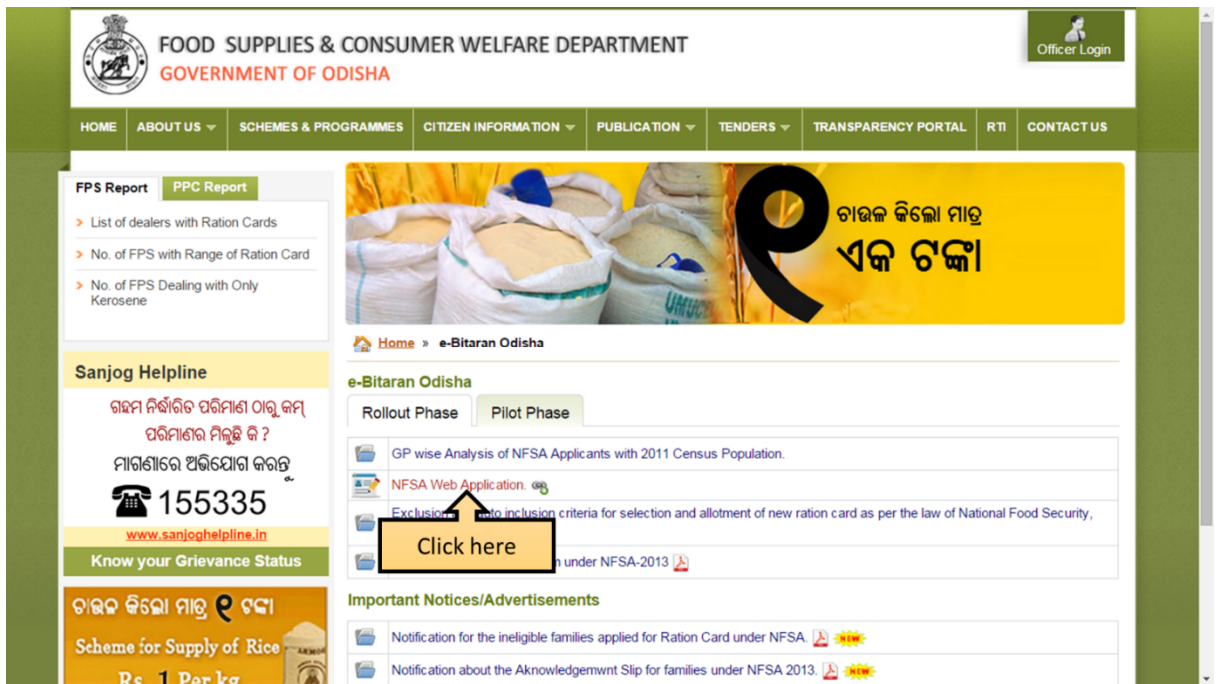 FOOD SUPPLIES & CONSUMER WELFARE DEPARTMENT
GOVERNMENT OF ODISHA
Officer Login
HOME ABOUT US SCHEMES & PROGRAMMES CITIZEN INFORMATION PUBLICATION TENDERS TRANSPARENCY PORTAL RTI CONTACT US
FPS Report PPC Report
List of dealers with Ration Cards
No. of FPS with Range of Ration Card
No. of FPS Dealing with Only
Kerosene
୧
ଚାଉଳ କିଲୋ ମାତ୍ର
ଏକ ଟଙ୍କା
Home » e-Bitaran Odisha
Sanjog Helpline
ଗହମ ନିର୍ଦ୍ଧାରିତ ପରିମାଣ ଠାରୁ କମ୍
ପରିମାଣର ମିଳୁଛି କି ?
ମାଗଣାରେ ଅଭିଯୋଗ କରନ୍ତୁ
155335
www.sanjoghelpline.in
Know your Grievance Status
ଚାଉଳ କିଲୋ ମାତ୍ର ୧ ଟଙ୍କା
Scheme for Supply of Rice
Rs. 1 Per kg
e-Bitaran Odisha
Rollout Phase Pilot Phase
GP wise Analysis of NFSA Applicants with 2011 Census Population.
NFSA Web Application.
Exclusion inclusion criteria for selection and allotment of new ration card as per the law of National Food Security,
Click here
under NFSA-2013
Important Notices/Advertisements
Notification for the ineligible families applied for Ration Card under NFSA. NEW
Notification about the Aknowledgemwnt Slip for families under NFSA 2013. NEW